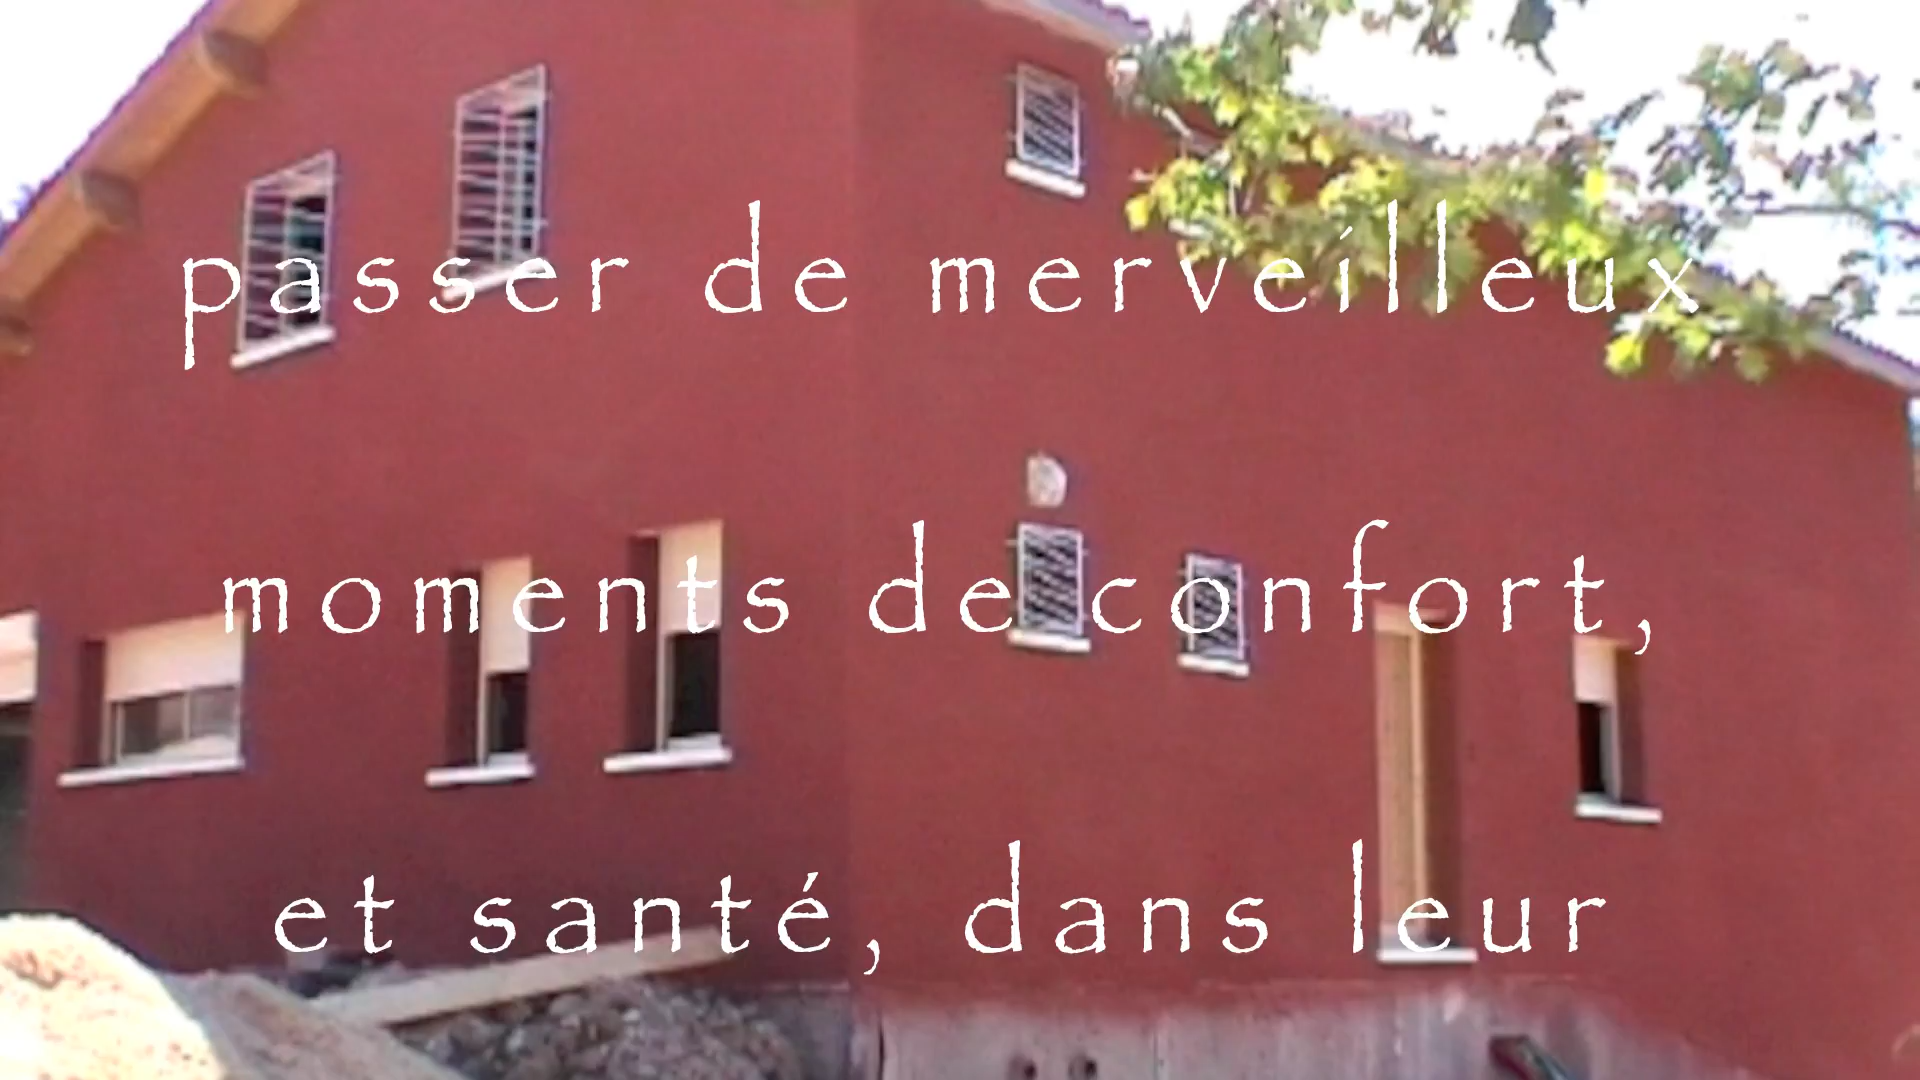 passer de merveilleux
moments de confort,
et santé, dans leur